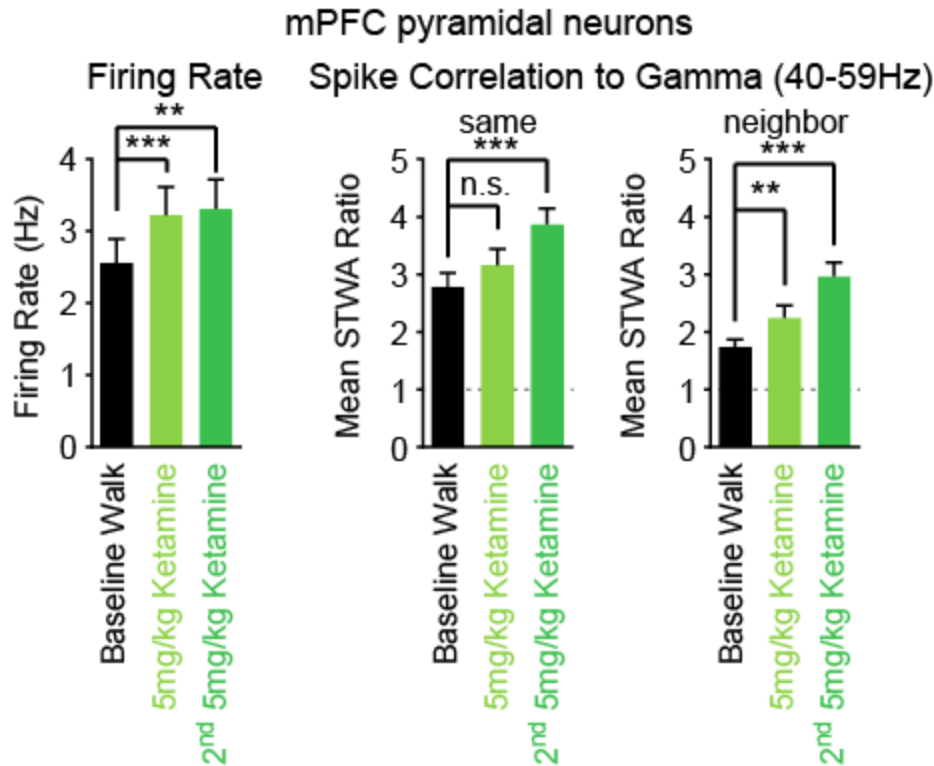 mPFC pyramidal neurons
Firing Rate
Spike Correlation to Gamma (40-59Hz)
same
neighbor
**
***
Firing Rate (Hz)
4
3
2
1
0
Baseline Walk
5mg/kg Ketamine
2nd 5mg/kg Ketamine
***
n.s.
Mean STWA Ratio
5
4
3
2
1
0
Baseline Walk
5mg/kg Ketamine
2nd 5mg/kg Ketamine
***
**
Mean STWA Ratio
5
4
3
2
1
0
Baseline Walk
5mg/kg Ketamine
2nd 5mg/kg Ketamine